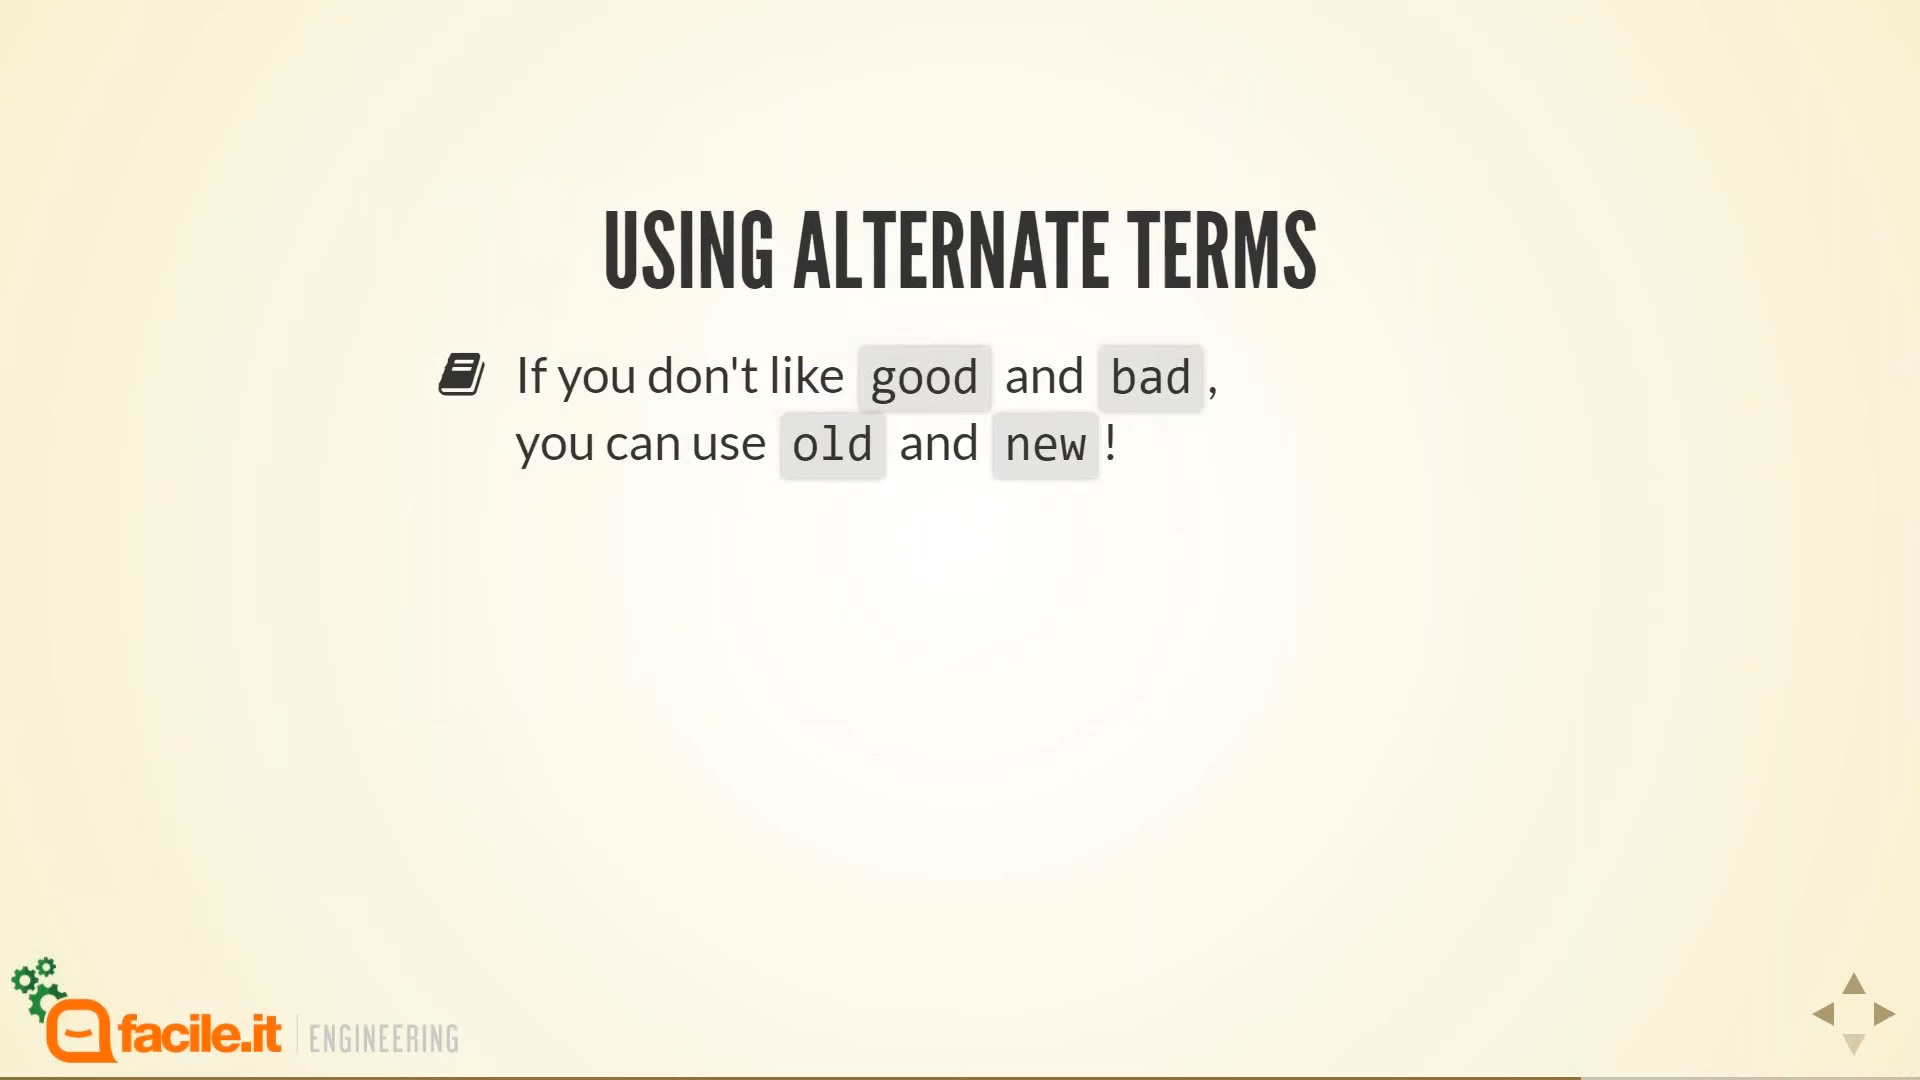 USING ALTERNATE TERMS
If you don't like good and bad,
you can use old and new!
facile.it | ENGINEERING